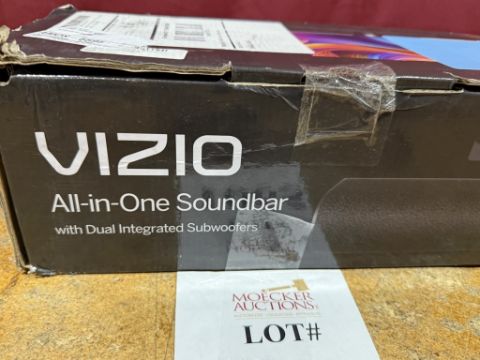 VIZIO
All-in-One Soundbar
with Dual Integrated Subwoofers
MOECKER
AUCTIONS
LOT#